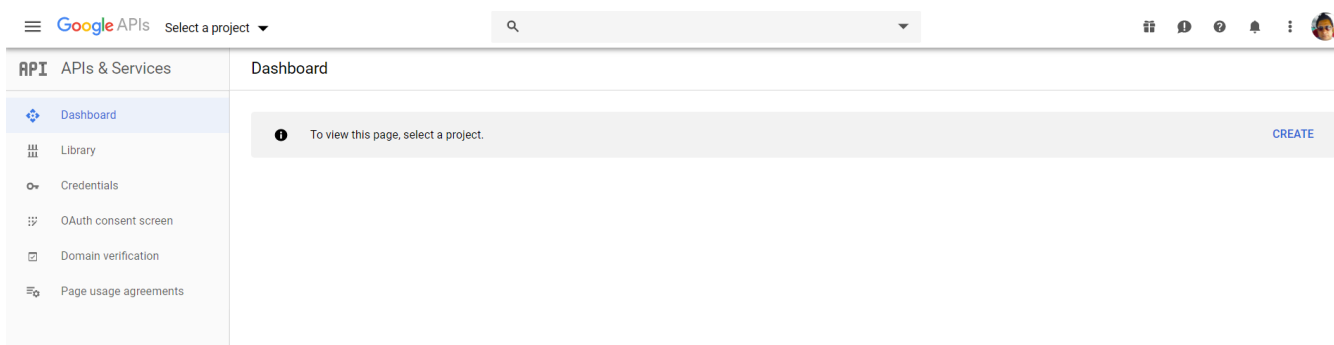 Google APIs Select a project
API APIs & Services
Dashboard
To view this page, select a project.
CREATE
Dashboard
Library
Credentials
OAuth consent screen
Domain verification
Page usage agreements